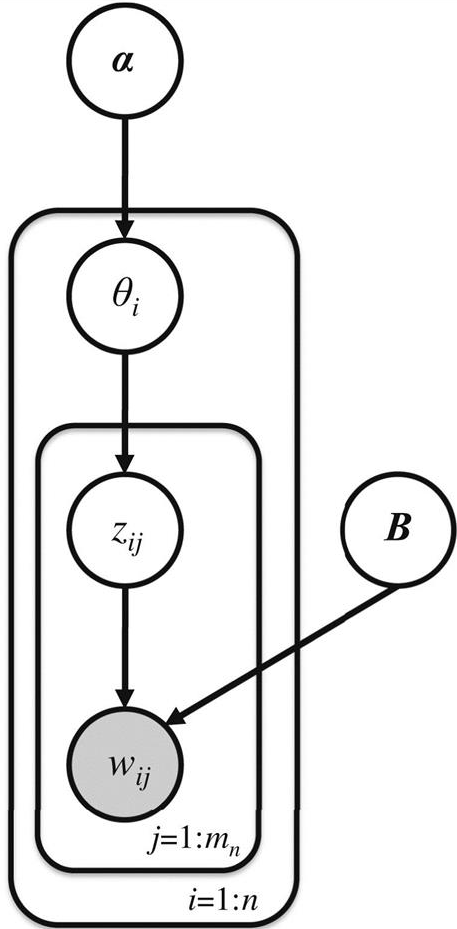 α
θi
zij
B
wij
j=1:mn
i=1:n